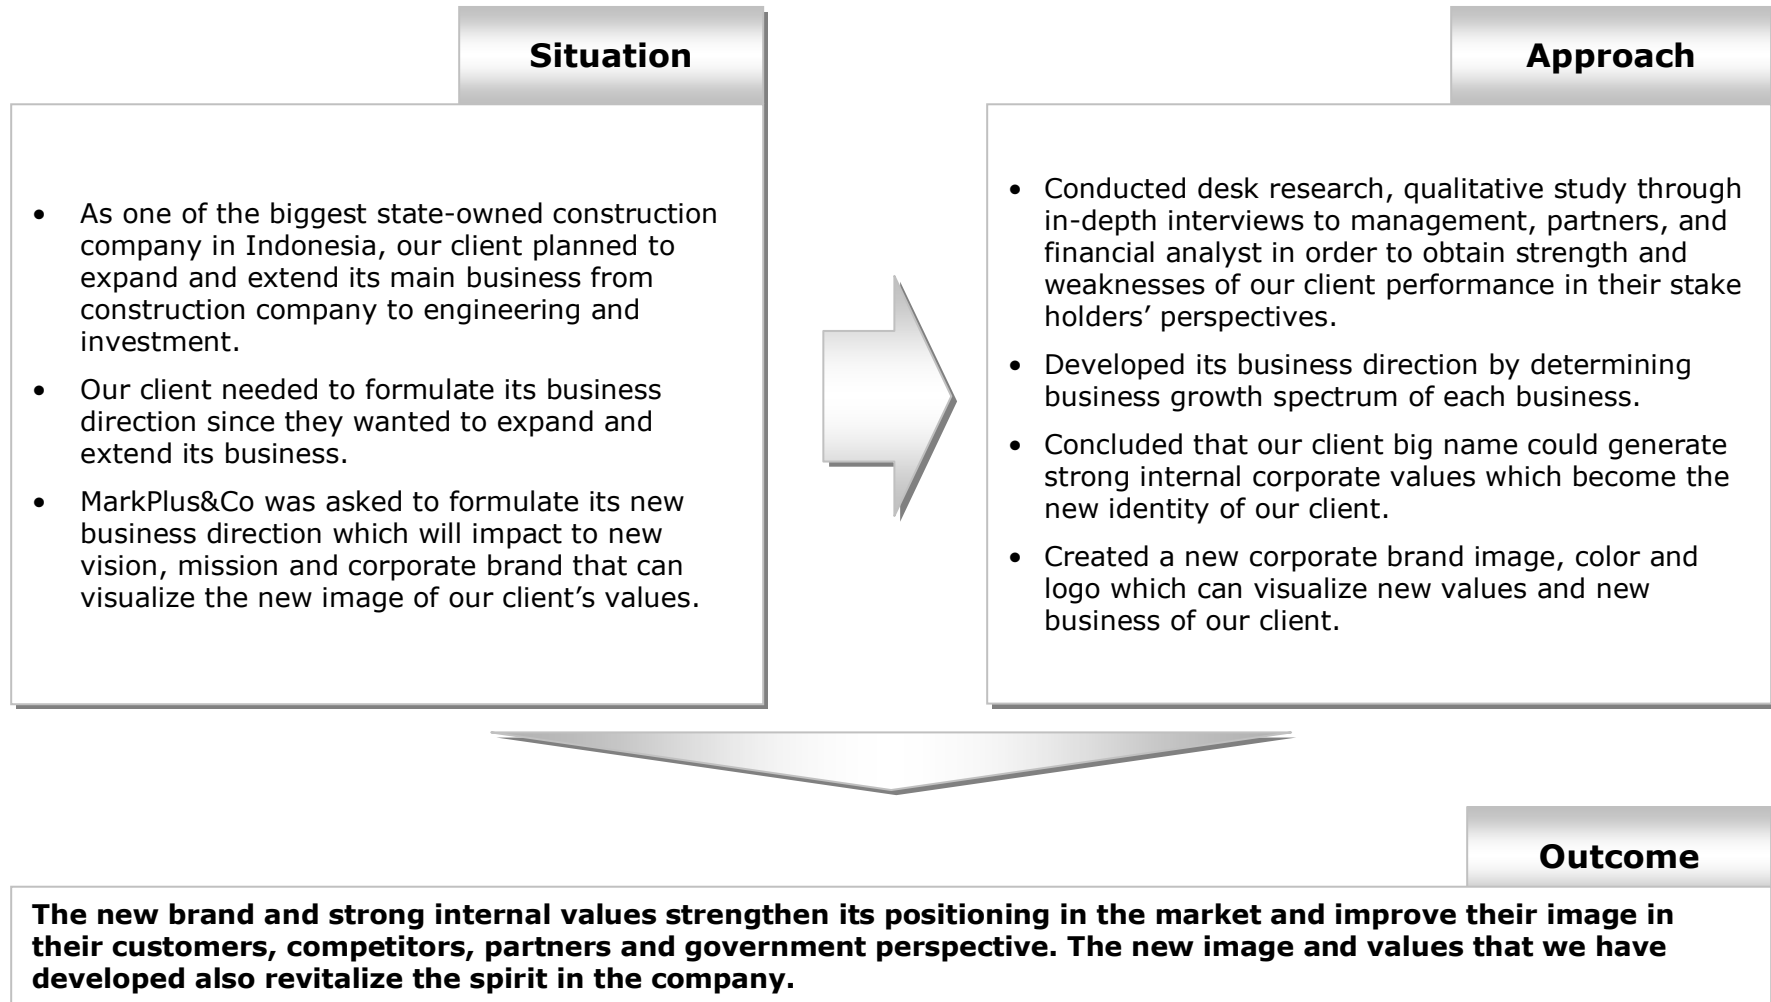 Situation
• As one of the biggest state-owned construction
company in Indonesia, our client planned to
expand and extend its main business from
construction company to engineering and
investment.
• Our client needed to formulate its business
direction since they wanted to expand and
extend its business.
• MarkPlus&Co was asked to formulate its new
business direction which will impact to new
vision, mission and corporate brand that can
visualize the new image of our client’s values.
Approach
• Conducted desk research, qualitative study through
in-depth interviews to management, partners, and
financial analyst in order to obtain strength and
weaknesses of our client performance in their stake
holders’ perspectives.
• Developed its business direction by determining
business growth spectrum of each business.
• Concluded that our client big name could generate
strong internal corporate values which become the
new identity of our client.
• Created a new corporate brand image, color and
logo which can visualize new values and new
business of our client.
Outcome
The new brand and strong internal values strengthen its positioning in the market and improve their image in
their customers, competitors, partners and government perspective. The new image and values that we have
developed also revitalize the spirit in the company.